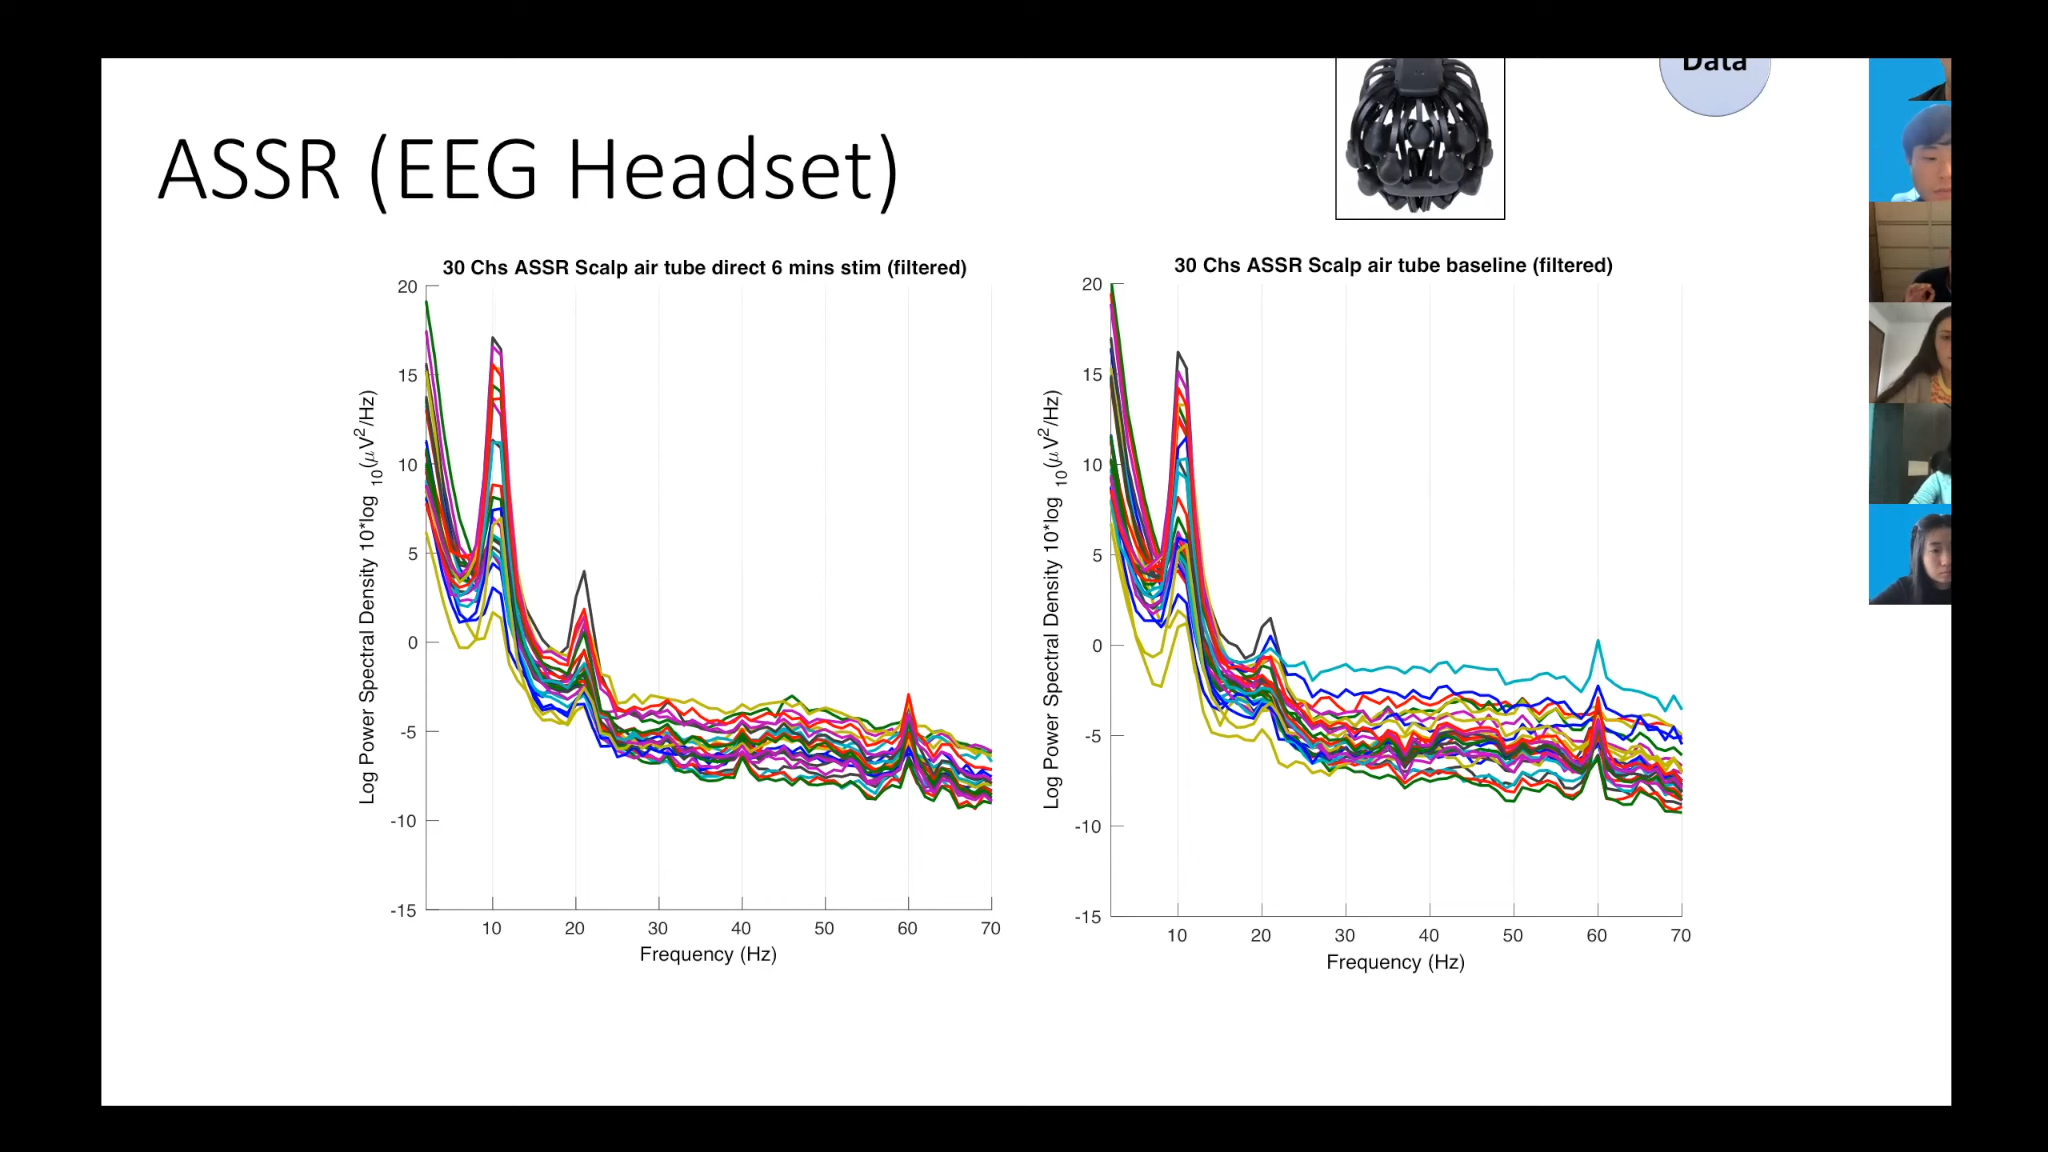 Data
ASSR (EEG Headset)
30 Chs ASSR Scalp air tube direct 6 mins stim (filtered)
20
15
10
5
0
-5
-10
-15
Log Power Spectral Density 10*log 10(μV2/Hz)
10 20 30 40 50 60 70
Frequency (Hz)
30 Chs ASSR Scalp air tube baseline (filtered)
20
15
10
5
0
-5
-10
-15
Log Power Spectral Density 10*log 10(μV2/Hz)
10 20 30 40 50 60 70
Frequency (Hz)